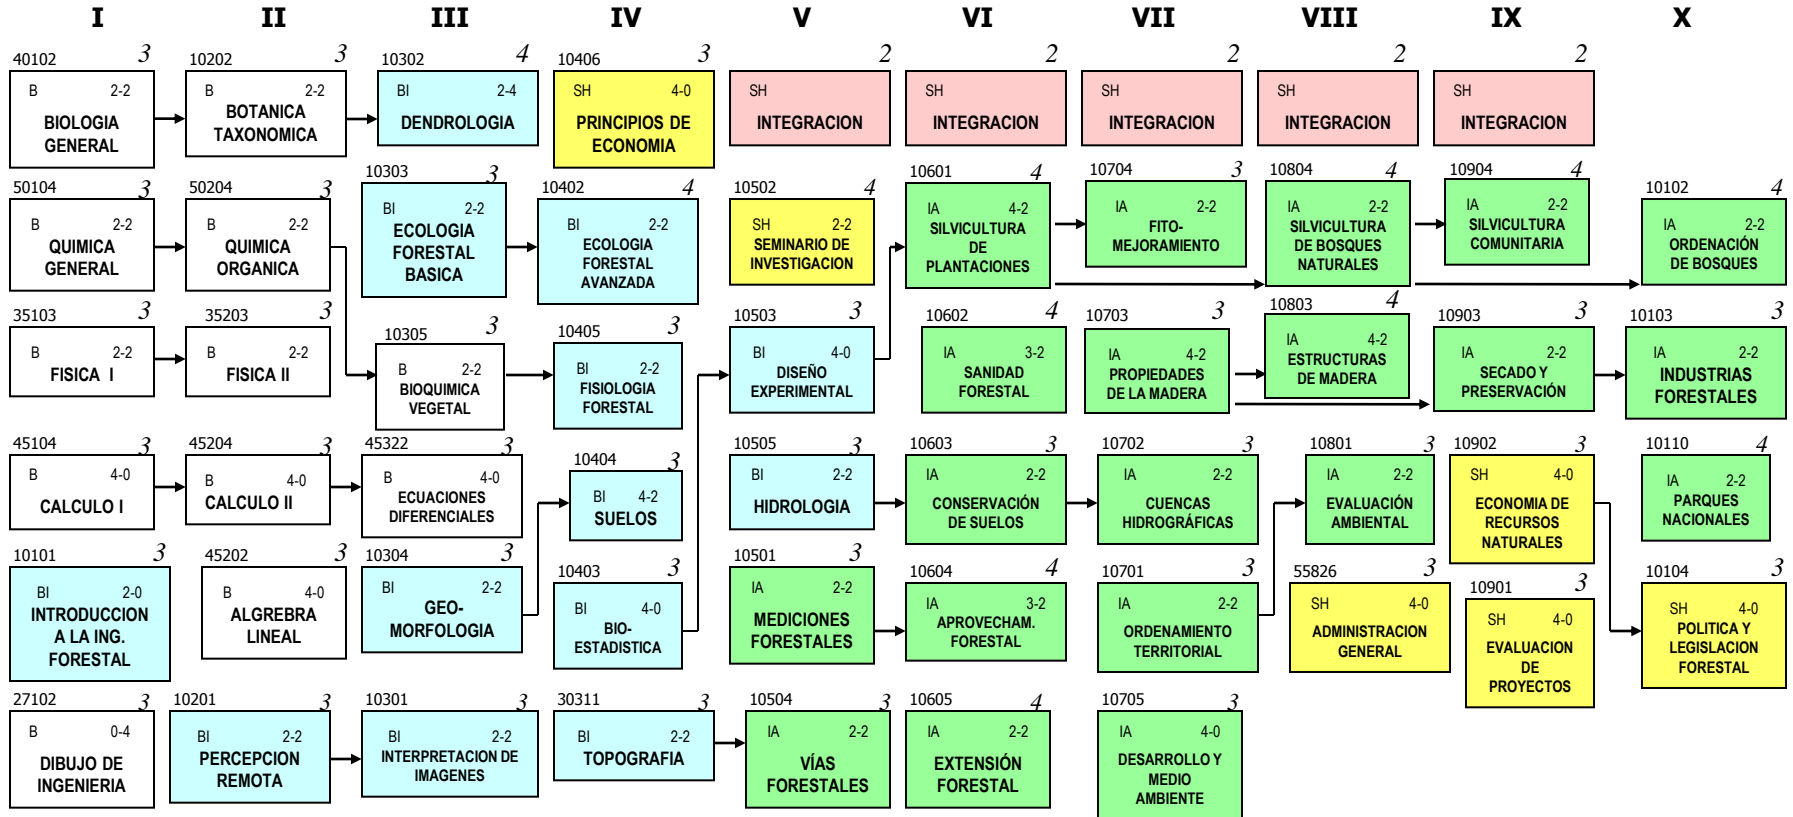 I II III IV V VI VII VIII IX X
40102 3
B 2-2
BIOLOGIA
GENERAL
10202 3
B 2-2
BOTANICA
TAXONOMICA
10302 4
BI 2-4
DENDROLOGIA
10406 3
SH 4-0
PRINCIPIOS DE
ECONOMIA
2
SH
INTEGRACION
2
SH
INTEGRACION
2
SH
INTEGRACION
2
SH
INTEGRACION
2
SH
INTEGRACION
50104 3
B 2-2
QUIMICA
GENERAL
50204 3
B 2-2
QUIMICA
ORGANICA
10303 3
BI 2-2
ECOLOGIA
FORESTAL
BASICA
10402 4
BI 2-2
ECOLOGIA
FORESTAL
AVANZADA
10502 4
SH 2-2
SEMINARIO DE
INVESTIGACION
10601 4
IA 4-2
SILVICULTURA
DE
PLANTACIONES
10704 3
IA 2-2
FITO-
MEJORAMIENTO
10804 4
IA 2-2
SILVICULTURA
DE BOSQUES
NATURALES
10904 4
IA 2-2
SILVICULTURA
COMUNITARIA
10102 4
IA 2-2
ORDENACIÓN
DE BOSQUES
35103 3
B 2-2
FISICA I
35203 3
B 2-2
FISICA II
10305 3
B 2-2
BIOQUIMICA
VEGETAL
10405 3
BI 2-2
FISIOLOGIA
FORESTAL
10503 3
BI 4-0
DISEÑO
EXPERIMENTAL
10602 4
IA 3-2
SANIDAD
FORESTAL
10703 3
IA 4-2
PROPIEDADES
DE LA MADERA
10803 4
IA 4-2
ESTRUCTURAS
DE MADERA
10903 3
IA 2-2
SECADO Y
PRESERVACIÓN
10103 3
IA 2-2
INDUSTRIAS
FORESTALES
45104 3
B 4-0
CALCULO I
45204 3
B 4-0
CALCULO II
45322 3
B 4-0
ECUACIONES
DIFERENCIALES
10404 3
BI 4-2
SUELOS
10505 3
BI 2-2
HIDROLOGIA
10603 3
IA 2-2
CONSERVACIÓN
DE SUELOS
10702 3
IA 2-2
CUENCAS
HIDROGRÁFICAS
10801 3
IA 2-2
EVALUACIÓN
AMBIENTAL
10902 3
SH 4-0
ECONOMIA DE
RECURSOS
NATURALES
10110 4
IA 2-2
PARQUES
NACIONALES
10101 3
BI 2-0
INTRODUCCION
A LA ING.
FORESTAL
45202 3
B 4-0
ALGREBRA
LINEAL
10304 3
BI 2-2
GEO-
MORFOLOGIA
10403 3
BI 4-0
BIO-
ESTADISTICA
10501 3
IA 2-2
MEDICIONES
FORESTALES
10604 4
IA 3-2
APROVECHAM.
FORESTAL
10701 3
IA 2-2
ORDENAMIENTO
TERRITORIAL
55826 3
SH 4-0
ADMINISTRACION
GENERAL
10901 3
SH 4-0
EVALUACION
DE
PROYECTOS
10104 3
SH 4-0
POLITICA Y
LEGISLACION
FORESTAL
27102 3
B 0-4
DIBUJO DE
INGENIERIA
10201 3
BI 2-2
PERCEPCION
REMOTA
10301 3
BI 2-2
INTERPRETACION DE
IMAGENES
30311 3
BI 2-2
TOPOGRAFIA
10504 3
IA 2-2
VÍAS
FORESTALES
10605 4
IA 2-2
EXTENSIÓN
FORESTAL
10705 3
IA 4-0
DESARROLLO Y
MEDIO
AMBIENTE